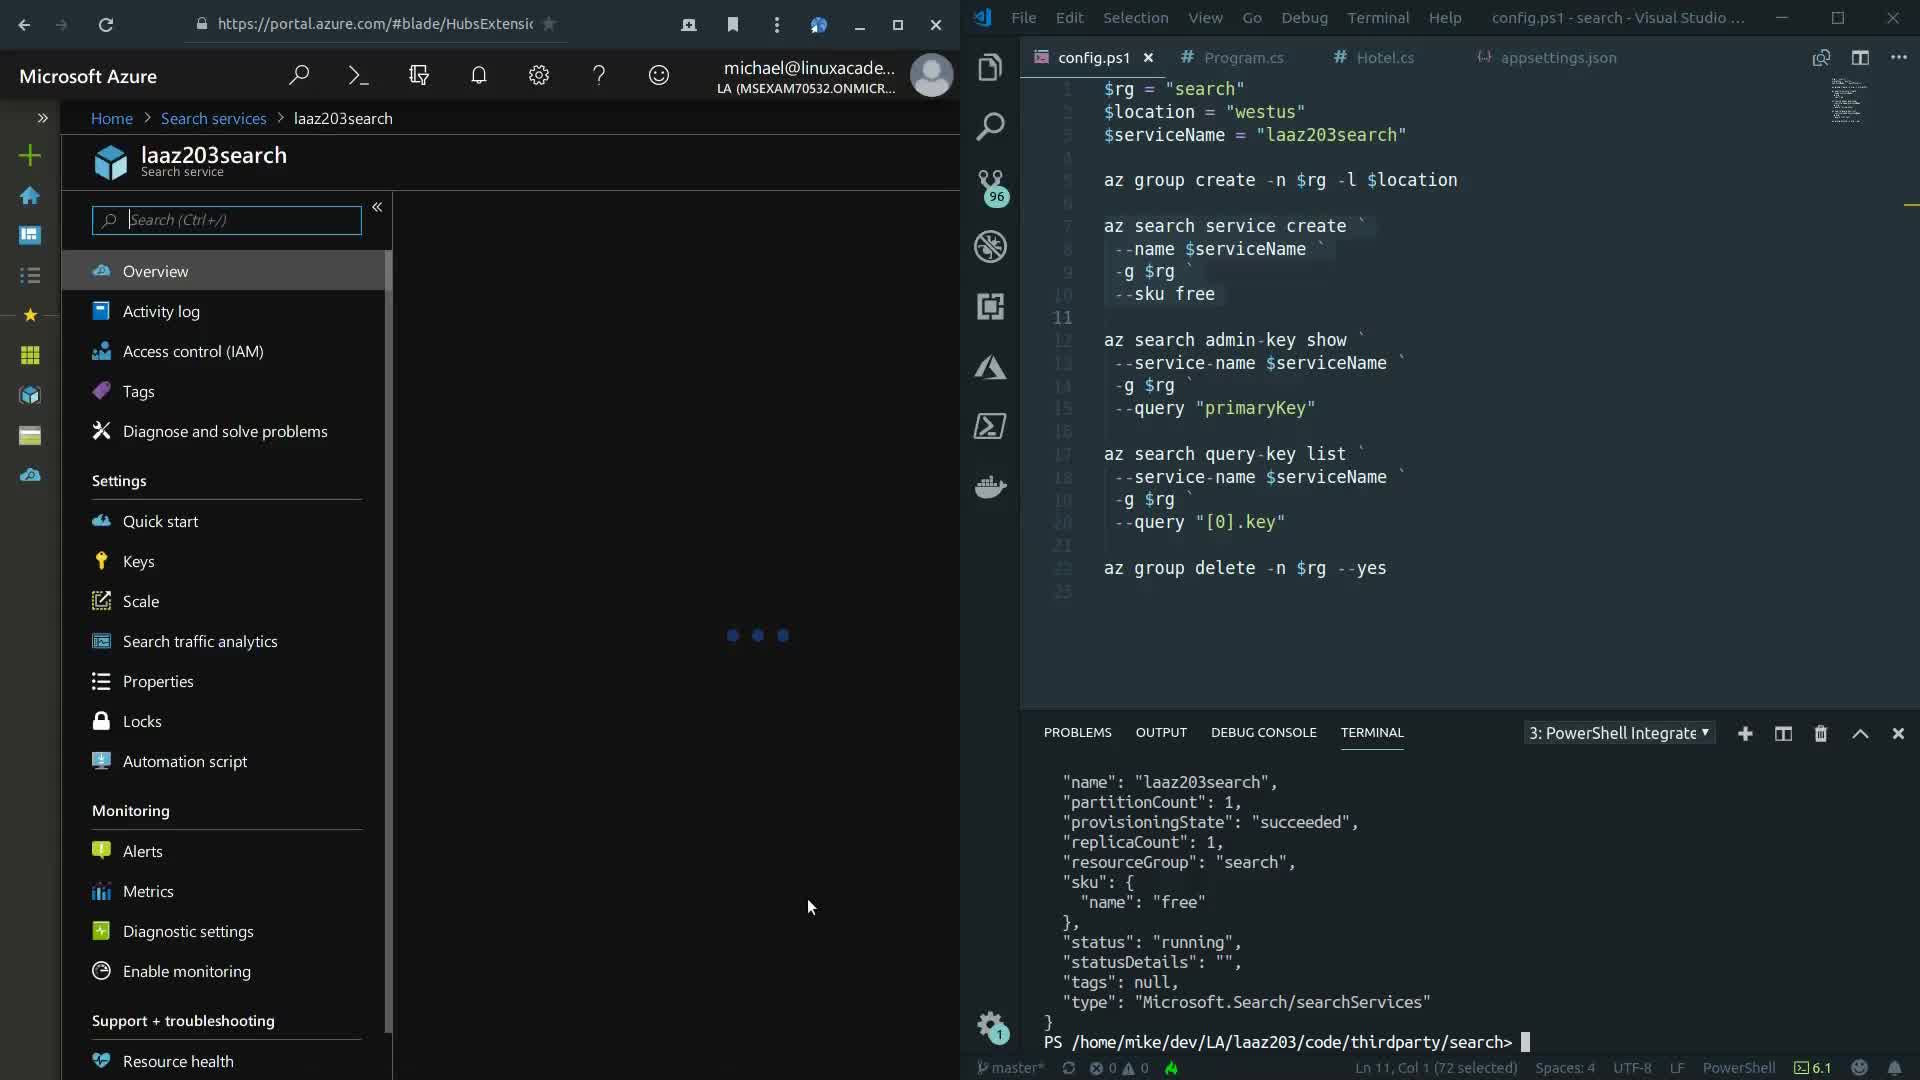 https://portal.azure.com/#blade/HubsExtensic
Microsoft Azure
michael@linuxacade...
LA (MSEXAM70532.ONMICR...
Home > Search services > laaz203search
laaz203search
Search service
Search (Ctrl+/)
Overview
Activity log
Access control (IAM)
Tags
Diagnose and solve problems
Settings
Quick start
Keys
Scale
Search traffic analytics
Properties
Locks
Automation script
Monitoring
Alerts
Metrics
Diagnostic settings
Enable monitoring
Support + troubleshooting
Resource health
File Edit Selection View Go Debug Terminal Help config.ps1 - search - Visual Studio ...
config.ps1 Program.cs Hotel.cs appsettings.json
96
1
1 $rg = "search"
2 $location = "westus"
3 $serviceName = "laaz203search"
4
5 az group create -n $rg -l $location
6
7 az search service create `
8 --name $serviceName `
9 -g $rg `
10 --sku free
11
12 az search admin-key show `
13 --service-name $serviceName `
14 -g $rg `
15 --query "primaryKey"
16
17 az search query-key list `
18 --service-name $serviceName `
19 -g $rg `
20 --query "[0].key"
21
22 az group delete -n $rg --yes
23
PROBLEMS OUTPUT DEBUG CONSOLE TERMINAL 3: PowerShell Integrate
"name": "laaz203search",
"partitionCount": 1,
"provisioningState": "succeeded",
"replicaCount": 1,
"resourceGroup": "search",
"sku": {
"name": "free"
},
"status": "running",
"statusDetails": "",
"tags": null,
"type": "Microsoft.Search/searchServices"
}
PS /home/mike/dev/LA/laaz203/code/thirdparty/search>
master* 0 0 Ln 11, Col 1 (72 selected) Spaces: 4 UTF-8 LF PowerShell 6.1